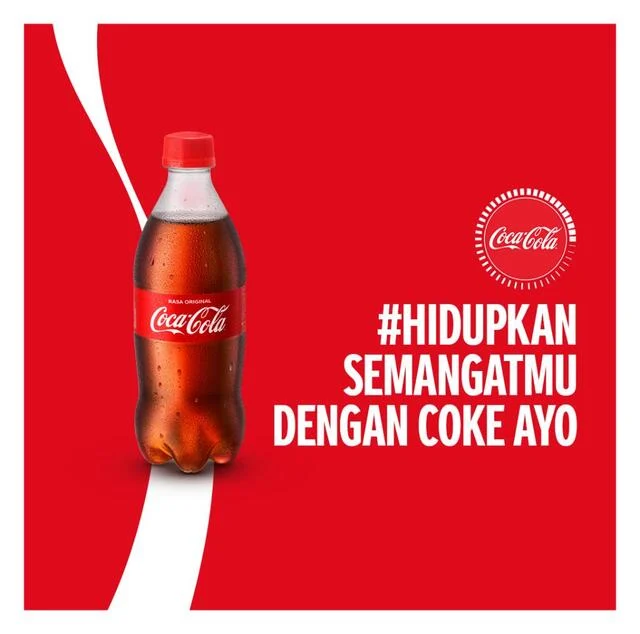 RASA ORIGINAL
Coca-Cola
Coca-Cola
#HIDUPKAN
SEMANGATMU
DENGAN COKE AYO